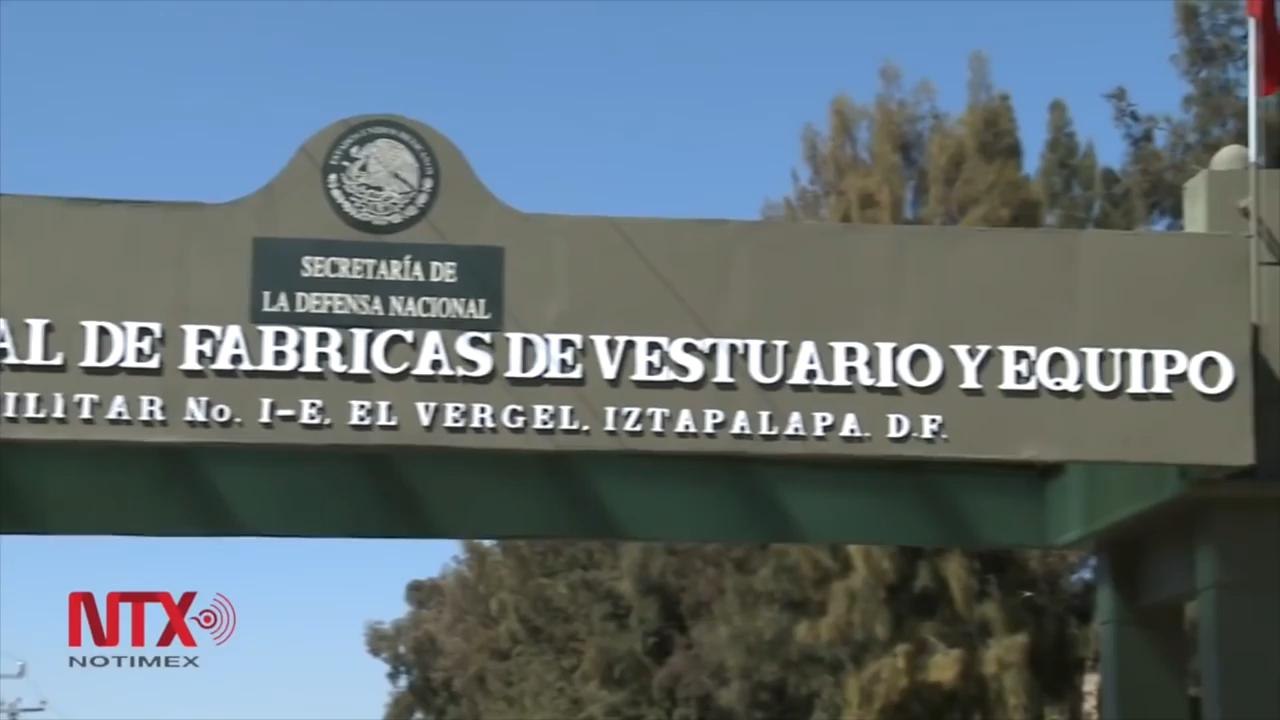 SECRETARÍA DE
LA DEFENSA NACIONAL
AL DE FABRICAS DE VESTUARIO Y EQUIPO
ILITAR No. I-E. EL VERGEL. IZTAPALAPA. D.F.
NTX
NOTIMEX